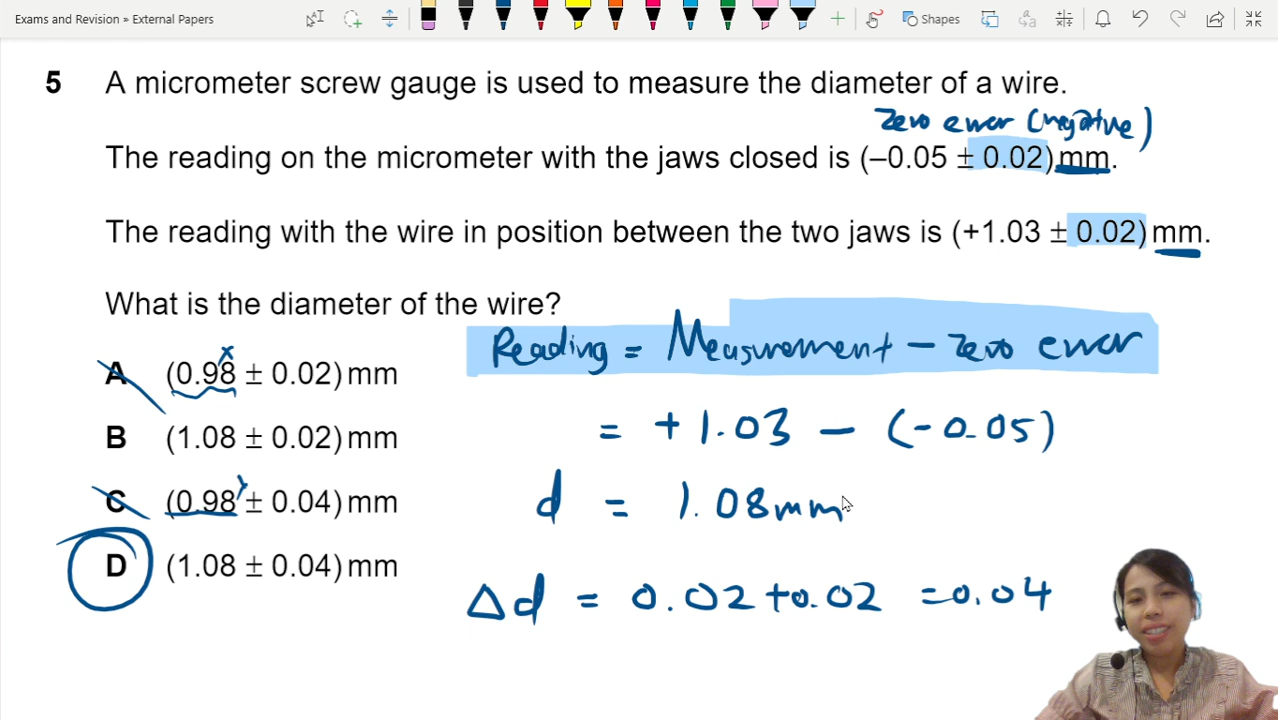 Exams and Revision » External Papers
Shapes
5 A micrometer screw gauge is used to measure the diameter of a wire.
Zero error (negative)
The reading on the micrometer with the jaws closed is (–0.05 ± 0.02) mm.
The reading with the wire in position between the two jaws is (+1.03 ± 0.02) mm.
What is the diameter of the wire?
Reading = Measurement – zero error
A (0.98 ± 0.02) mm
x
= +1.03 – (-0.05)
B (1.08 ± 0.02) mm
C (0.98 ± 0.04) mm
d = 1.08mm
D (1.08 ± 0.04) mm
Δd = 0.02+0.02 =0.04